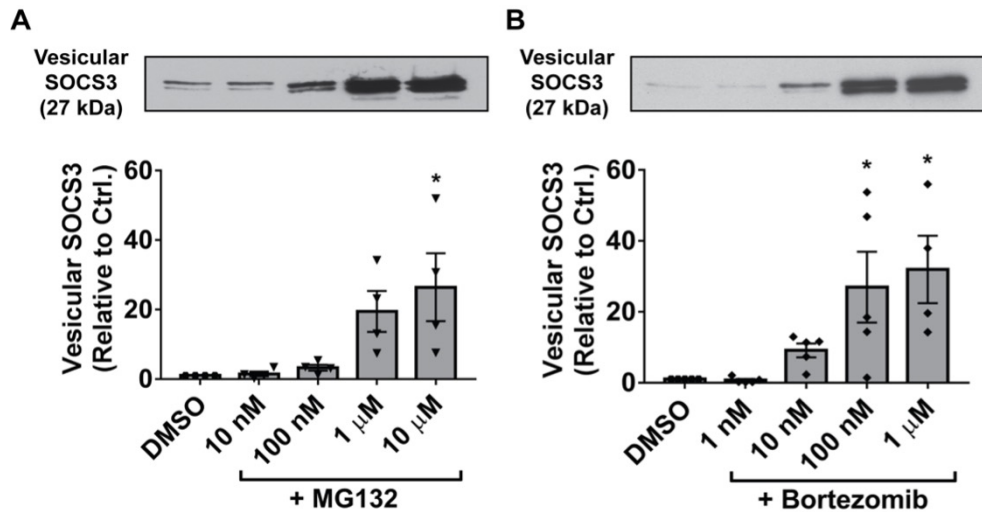 A
Vesicular
SOCS3
(27 kDa)
Vesicular SOCS3
(Relative to Ctrl.)
60
40
20
0
*
DMSO
10 nM
100 nM
1 μM
10 μM
+ MG132
B
Vesicular
SOCS3
(27 kDa)
Vesicular SOCS3
(Relative to Ctrl.)
60
40
20
0
*
*
DMSO
1 nM
10 nM
100 nM
1 μM
+ Bortezomib